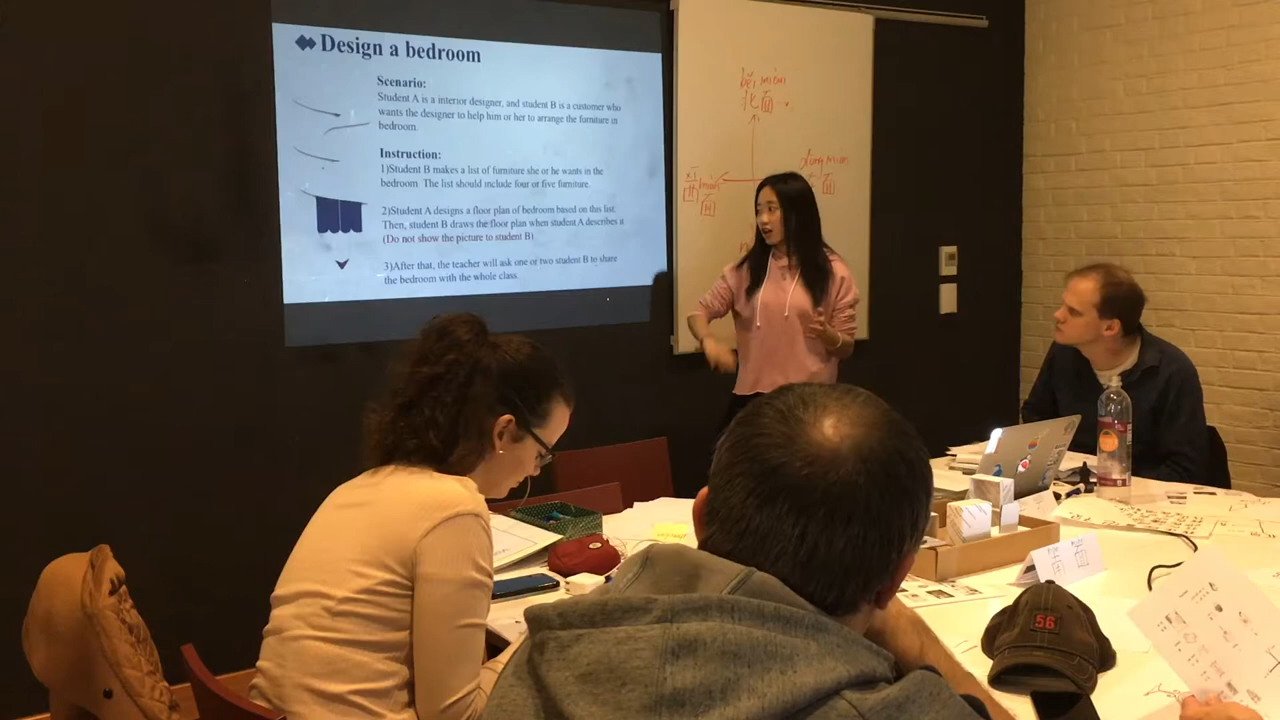 Design a bedroom
Scenario:
Student A is a interior designer, and student B is a customer who
wants the designer to help him or her to arrange the furniture in
bedroom.
Instruction:
1)Student B makes a list of furniture she or he wants in the
bedroom. The list should include four or five furniture.
2)Student A designs a floor plan of bedroom based on this list.
Then, student B draws the floor plan when student A describes it
(Do not show the picture to student B)
3)After that, the teacher will ask one or two student B to share
the bedroom with the whole class.
běi miàn
北面
dōng miàn
面
xī miàn
西面
56